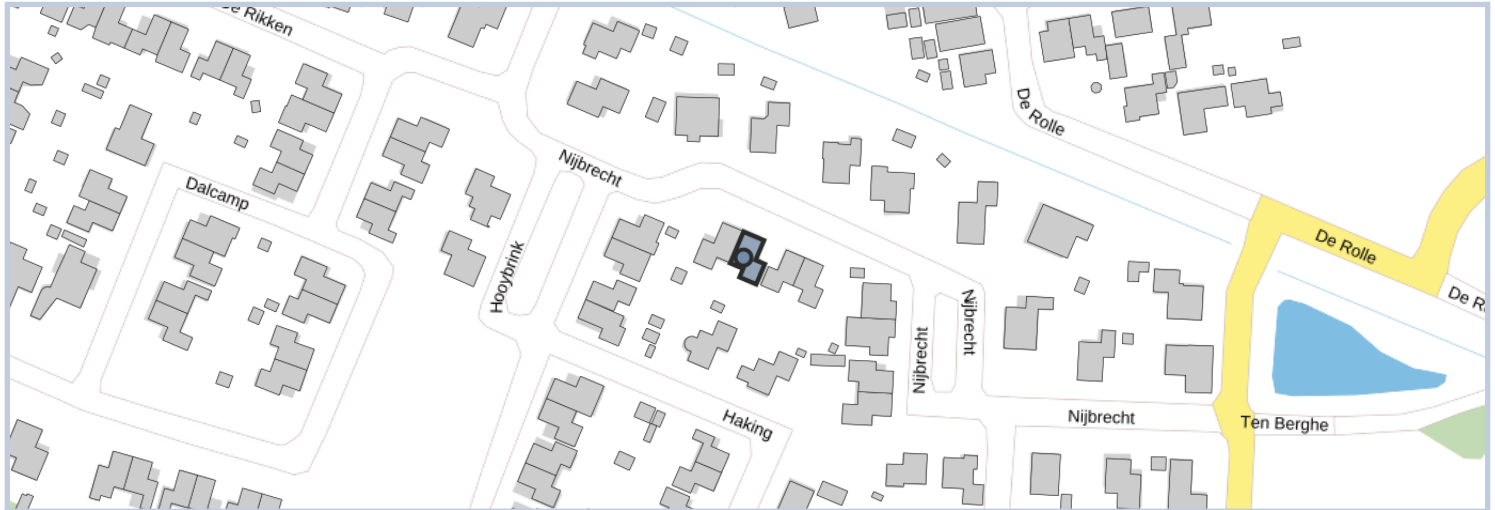 De Rikken
De Rolle
Nijbrecht
Dalcamp
De Rolle
Hooybrink
Nijbrecht
Nijbrecht
Haking
Nijbrecht
Ten Berghe